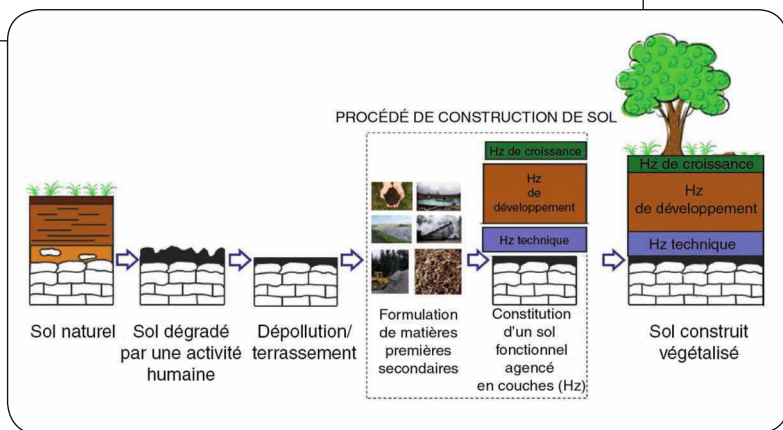 PROCÉDÉ DE CONSTRUCTION DE SOL
Hz de croissance
Hz
de
développement
Hz technique
Hz de croissance
Hz
de développement
Hz technique
Sol naturel
Sol dégradé
par une activité
humaine
Dépollution/
terrassement
Formulation
de matières
premières
secondaires
Constitution
d'un sol
fonctionnel
agencé
en couches (Hz)
Sol construit
végétalisé